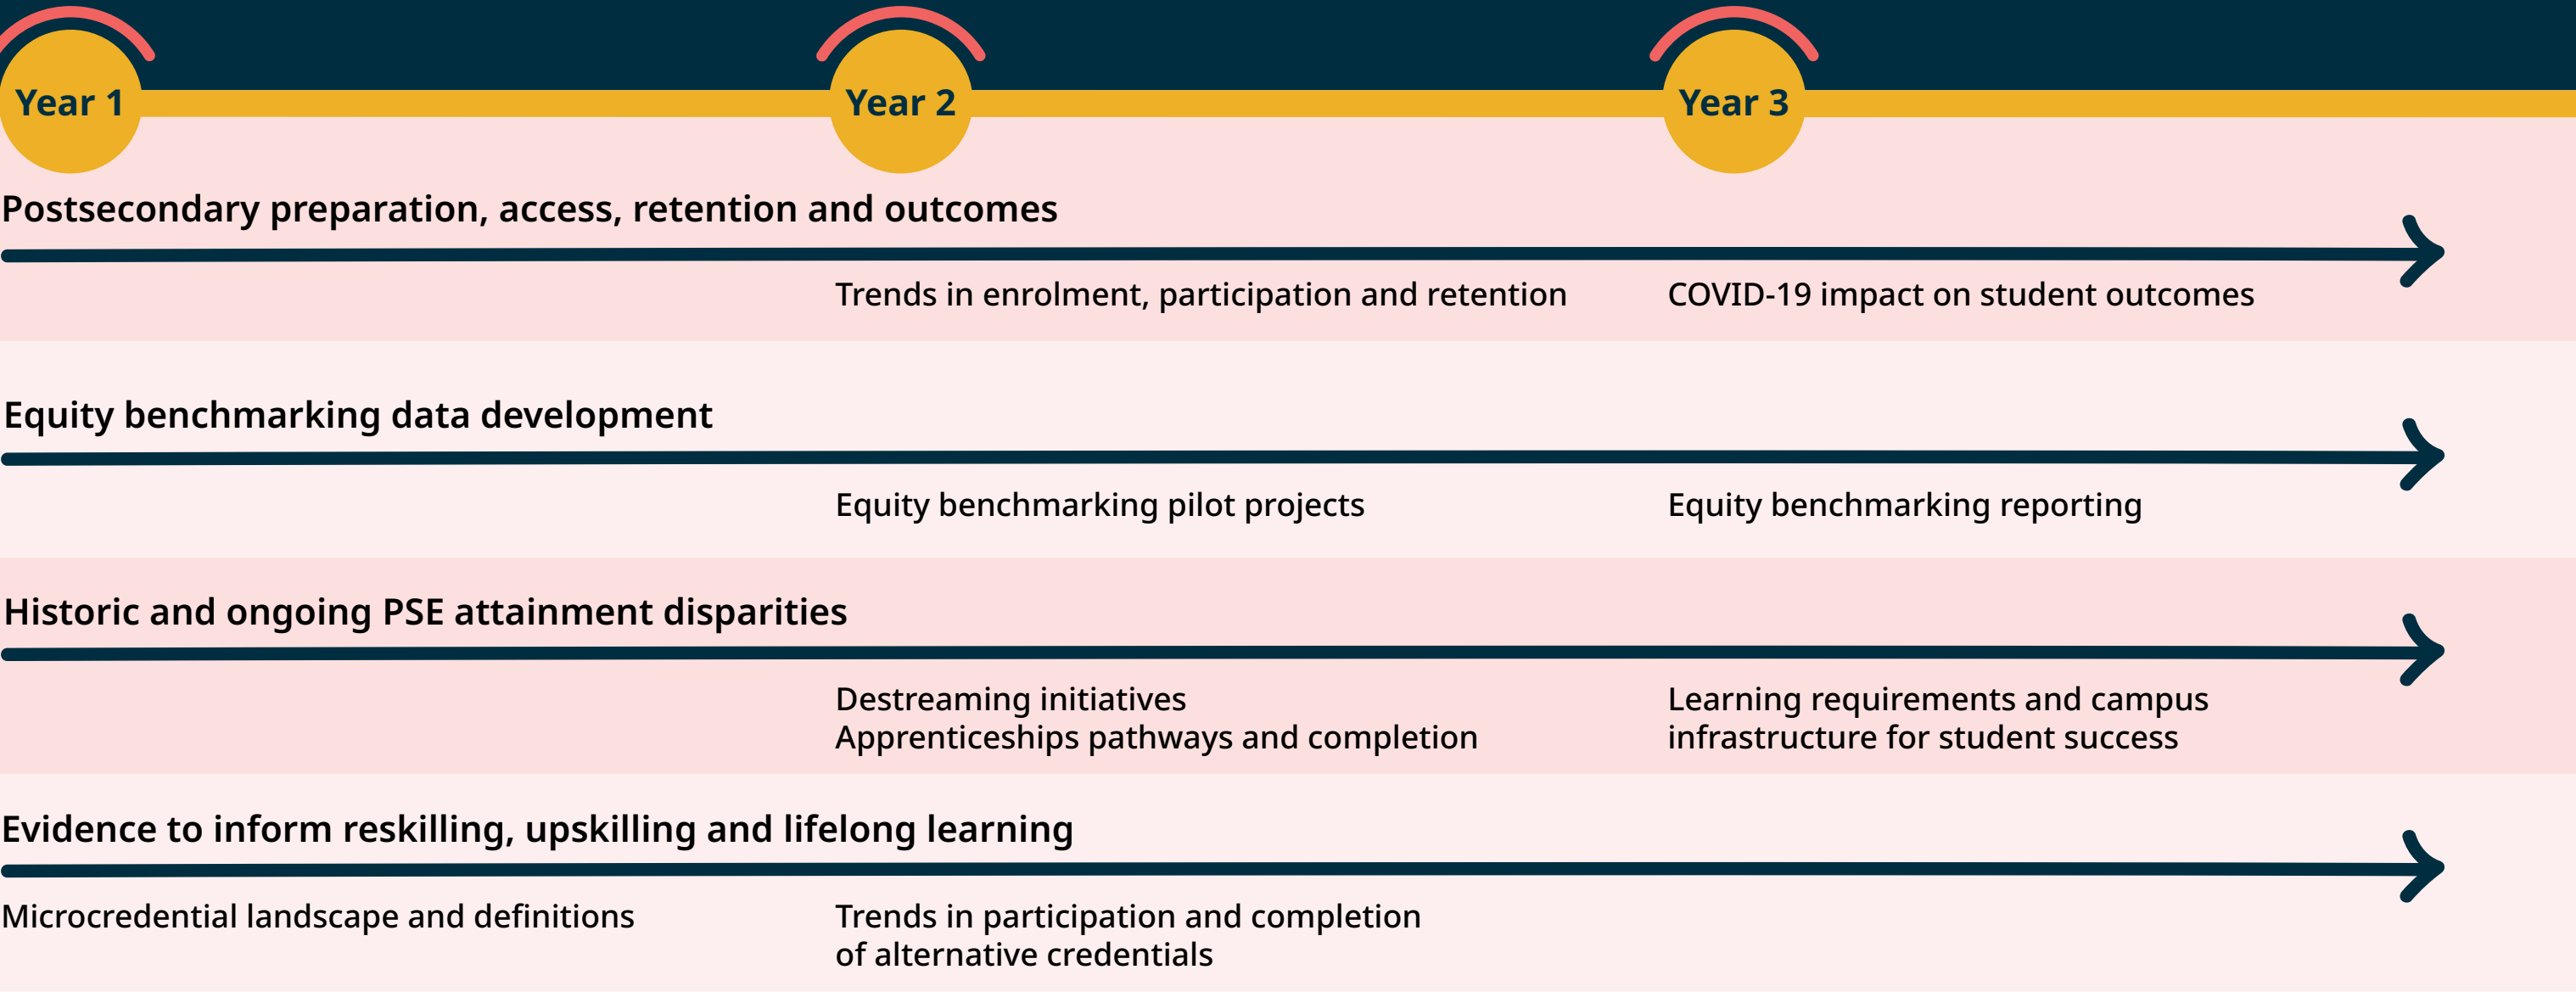 Year 1
Year 2
Year 3
Postsecondary preparation, access, retention and outcomes
Trends in enrolment, participation and retention
COVID-19 impact on student outcomes
Equity benchmarking data development
Equity benchmarking pilot projects
Equity benchmarking reporting
Historic and ongoing PSE attainment disparities
Destreaming initiatives
Apprenticeships pathways and completion
Learning requirements and campus
infrastructure for student success
Evidence to inform reskilling, upskilling and lifelong learning
Microcredential landscape and definitions
Trends in participation and completion
of alternative credentials